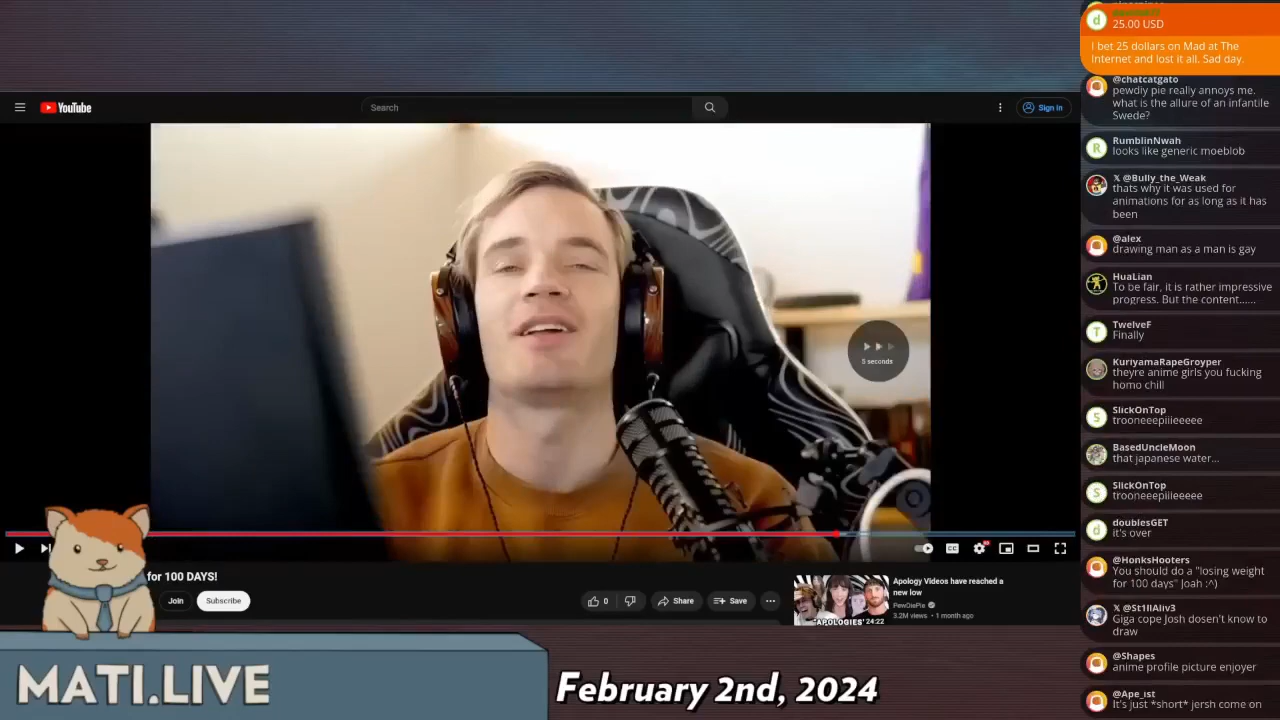 YouTube
Search
Sign in
5 seconds
for 100 DAYS!
Join
Subscribe
0
Share
Save
Apology Videos have reached a
new low
PewDiePie
3.2M views • 1 month ago
"APOLOGIES"
24:22
MATI.LIVE
February 2nd, 2024
25.00 USD
I bet 25 dollars on Mad at The
Internet and lost it all. Sad day.
@chatcatgato
pewdiy pie really annoys me.
what is the allure of an infantile
Swede?
RumblinNwah
looks like generic moeblob
𝕏 @Bully_the_Weak
thats why it was used for
animations for as long as it has
been
@alex
drawing man as a man is gay
HuaLian
To be fair, it is rather impressive
progress. But the content......
TwelveF
Finally
KuriyamaRapeGroyper
theyre anime girls you fucking
homo chill
SlickOnTop
trooneeepiiieeeee
BasedUncleMoon
that japanese water...
SlickOnTop
trooneeepiiieeeee
doublesGET
it's over
@HonksHooters
You should do a "losing weight
for 100 days" Joah :^)
𝕏 @St1llAliv3
Giga cope Josh dosen't know to
draw
@Shapes
anime profile picture enjoyer
@Ape_ist
It's just *short* jersh come on